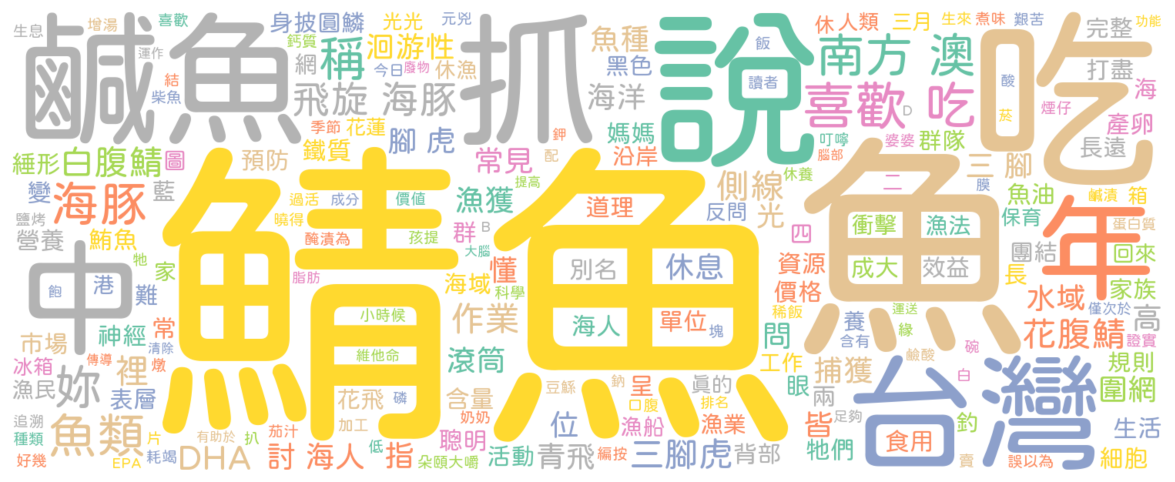 生息 增湯 喜歡 身披圓鱗 光光 元兇 休人類 三月 生來 煮味 艱苦 完整 功能
鹹魚 抓 說 吃
鈣質 洄游性 稱 魚種 飯 南方 澳 打盡
運作 網 今日 廢物 休漁 黑色 讀者 酸 海
結 柴魚 飛旋 海豚 海洋 喜歡 吃 D 菸 煙仔 產卵
季節 花蓮 腳 虎 鉀 媽媽 叮嚀 婆婆 群隊 長遠
綞形 白腹鯖 圖 預防 鐵質 常見 配 沿岸 腦部 三 腳
變 海豚 藍 提高 側線 休養 二 膜 魚油 鹹漬 箱
鹽烤 過活 成分 價值 漁獲 道理 反問 光 保育 蛋白質
營養 鮪魚 曉得 醃漬為 孩提 群 B 四 衝擊 漁法 年
鯖 魚 魚
中 牠 家 大腦 懂 別名 休息 資源 成大 效益 團結 回來
飽 港 難 脂肪 海域 科學 價格 長 水域 家族
小時候 作業 海人 單位 塊 稀飯 養 運送 僅次於 高
市場 神經 常 清除 滾筒 問 含有 緣 花腹鯖 證實
冰箱 傳導 燉 維他命 工作 捕獲 鹼酸 碗 規則
漁民 妳 表層 裡 花飛 磷 含量 豆穌 鈉 呈 真的 眼 兩 白 圍網
追溯 加工 奶奶 口腹 排名 皆 足夠 釣 台灣
種類 魚類 片 有助於 扒 茄汁 低 聰明 位 漁船 漁業 食用 生活
好幾 EPA 耗竭 DHA 討 海人 指 朵頤大嚼 活動 青飛 編按 三腳虎 背部 牠們 賣 誤以為 細胞